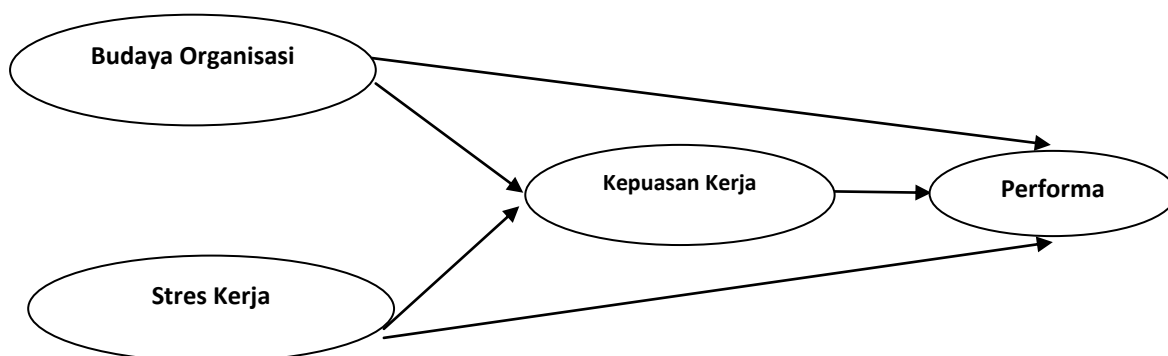 Budaya Organisasi
Kepuasan Kerja
Performa
Stres Kerja